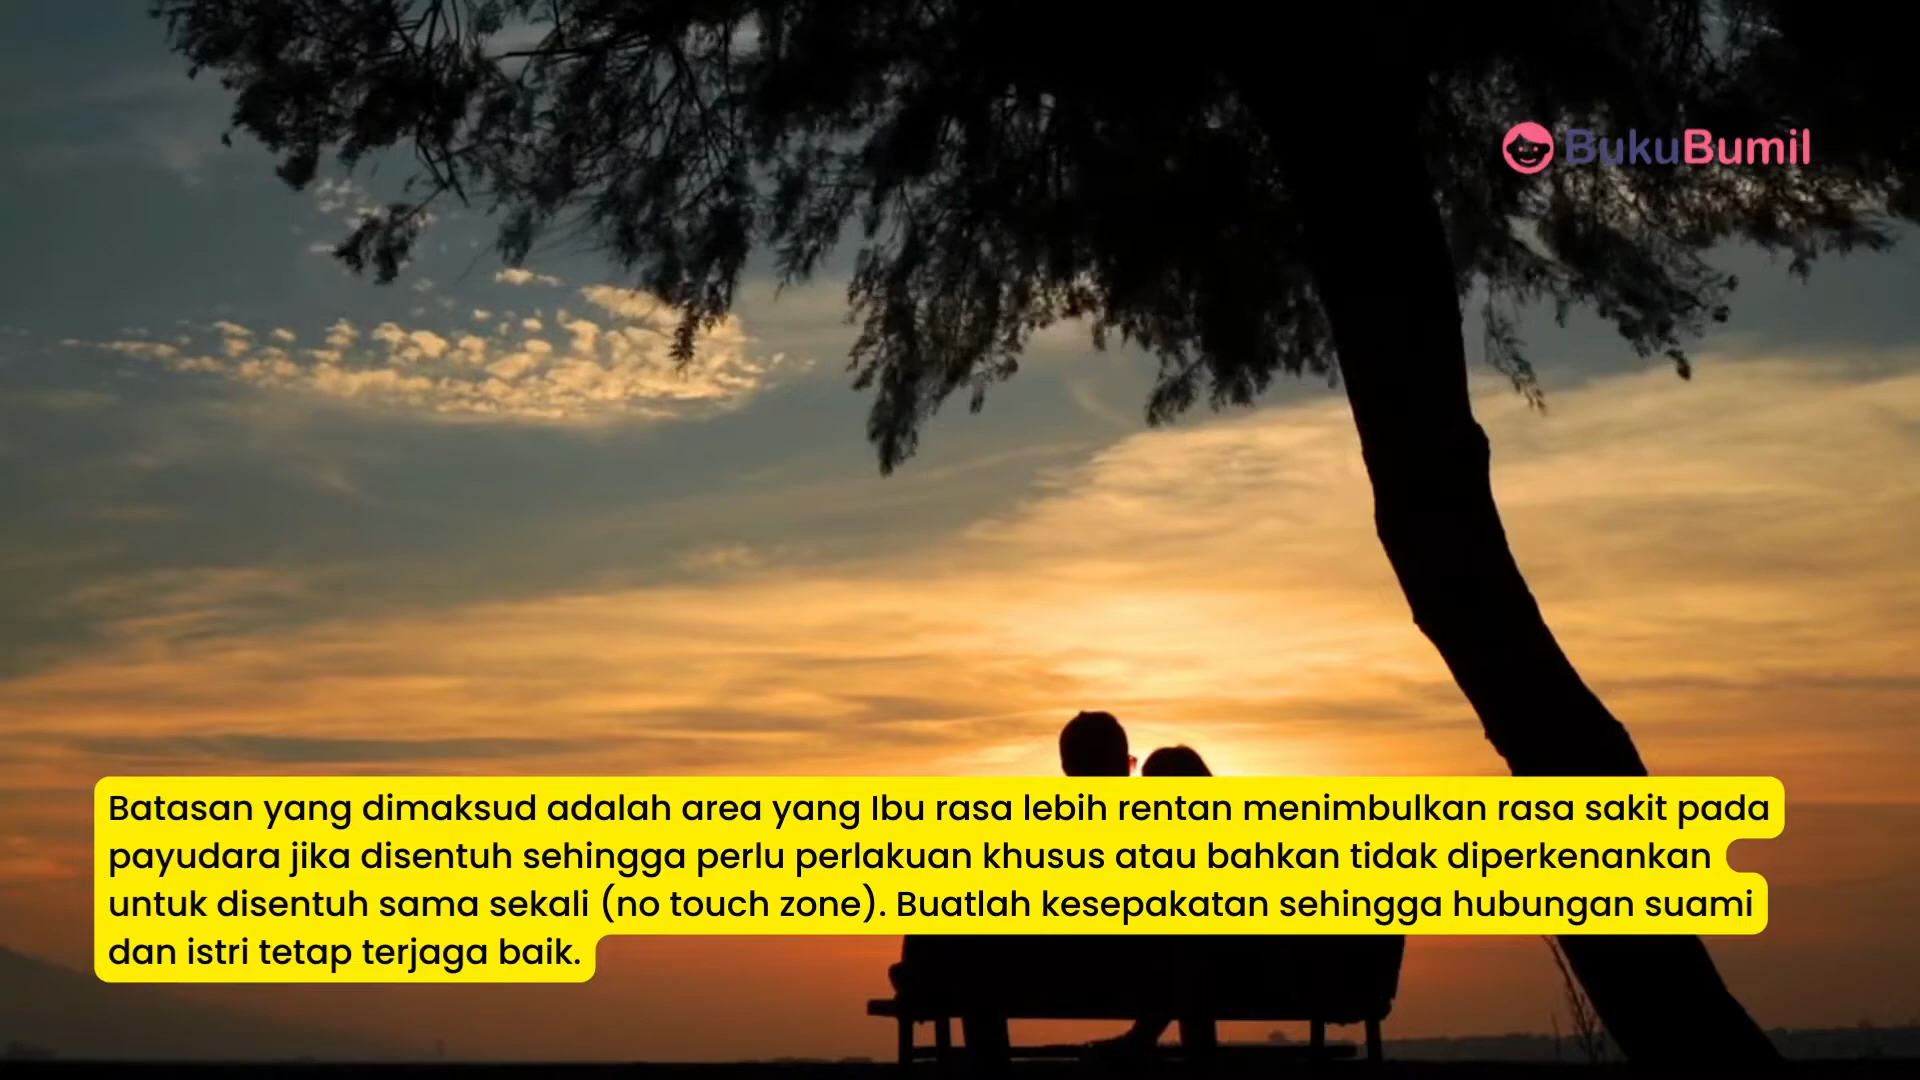 BukuBumil
Batasan yang dimaksud adalah area yang Ibu rasa lebih rentan menimbulkan rasa sakit pada
payudara jika disentuh sehingga perlu perlakuan khusus atau bahkan tidak diperkenankan
untuk disentuh sama sekali (no touch zone). Buatlah kesepakatan sehingga hubungan suami
dan istri tetap terjaga baik.